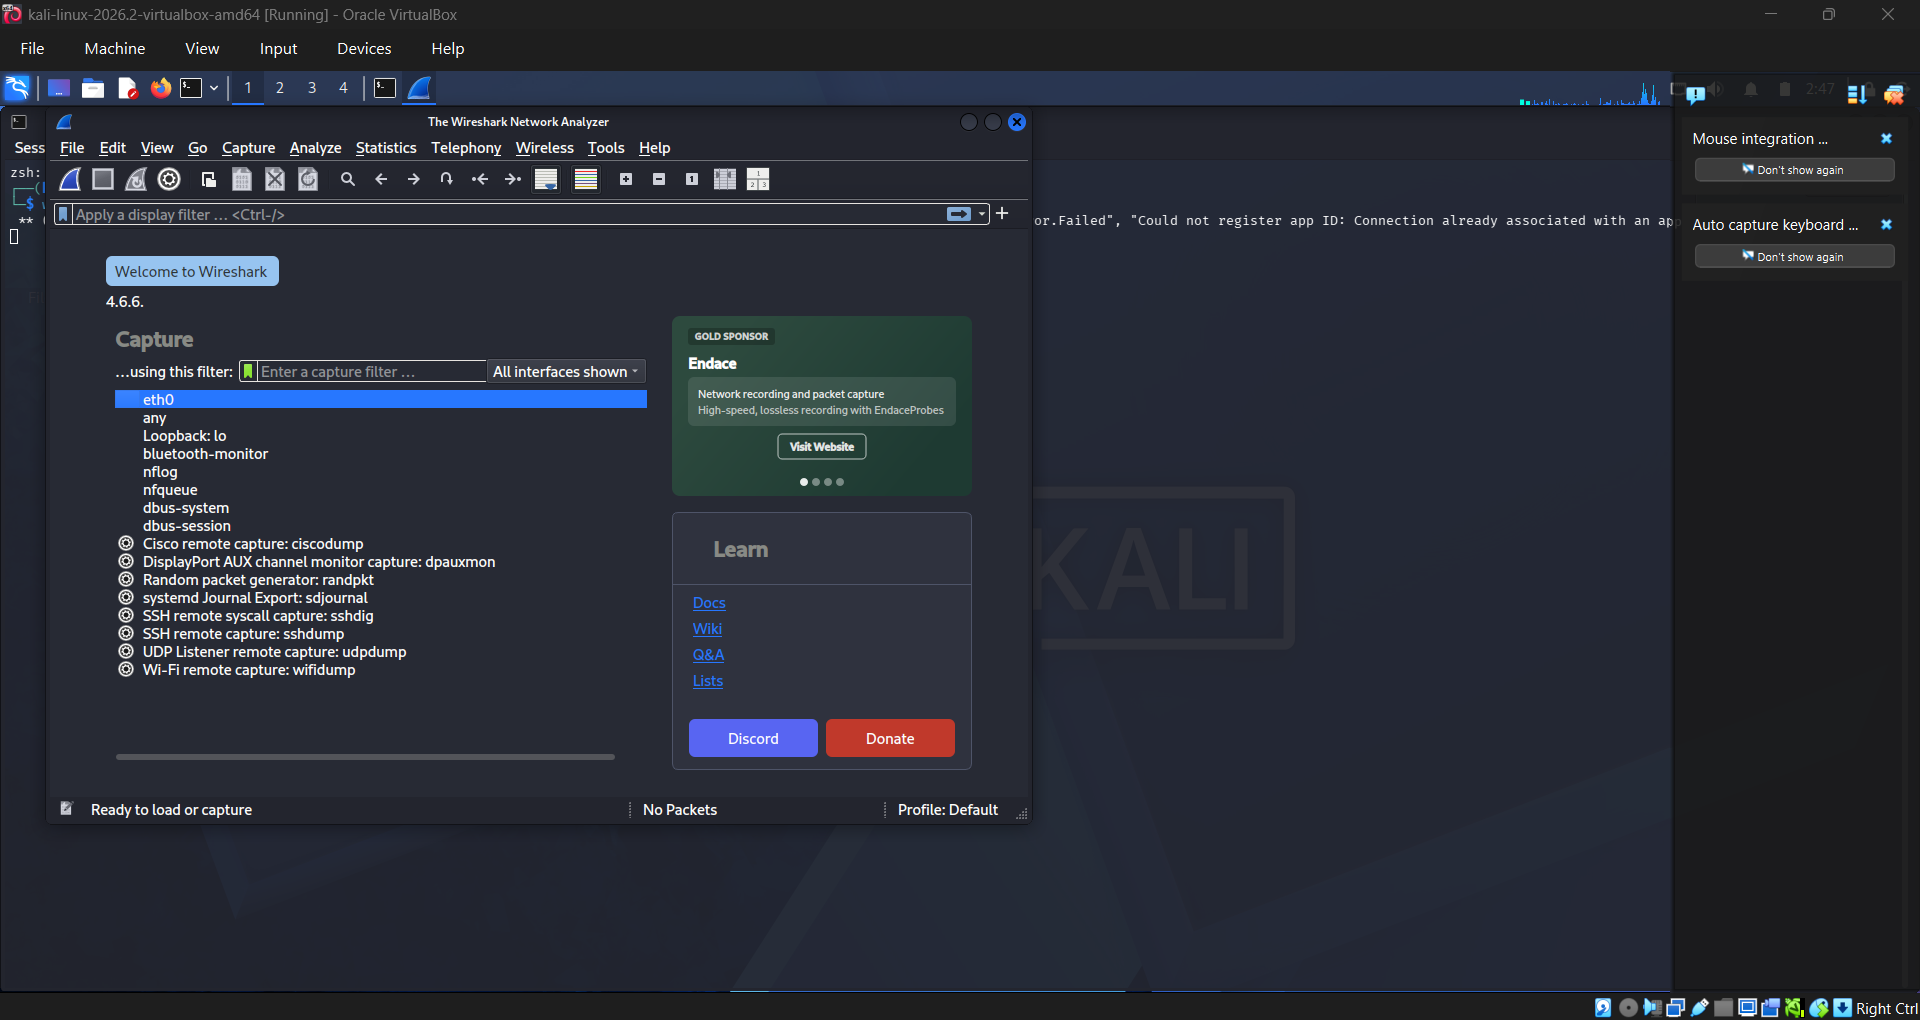 kali-linux-2026.2-virtualbox-amd64 [Running] - Oracle VirtualBox
File Machine View Input Devices Help
1 2 3 4
2:47
The Wireshark Network Analyzer
Sess
File Edit View Go Capture Analyze Statistics Telephony Wireless Tools Help
zsh:
$
**
Apply a display filter … <Ctrl-/>
or.Failed", "Could not register app ID: Connection already associated with an ap
Welcome to Wireshark
4.6.6.
Capture
…using this filter: Enter a capture filter … All interfaces shown
eth0
any
Loopback: lo
bluetooth-monitor
nflog
nfqueue
dbus-system
dbus-session
Cisco remote capture: ciscodump
DisplayPort AUX channel monitor capture: dpauxmon
Random packet generator: randpkt
systemd Journal Export: sdjournal
SSH remote syscall capture: sshdig
SSH remote capture: sshdump
UDP Listener remote capture: udpdump
Wi-Fi remote capture: wifidump
GOLD SPONSOR
Endace
Network recording and packet capture
High-speed, lossless recording with EndaceProbes
Visit Website
Learn
Docs
Wiki
Q&A
Lists
Discord Donate
Ready to load or capture No Packets Profile: Default
KALI
Mouse integration ...
Don't show again
Auto capture keyboard ...
Don't show again
Right Ctrl